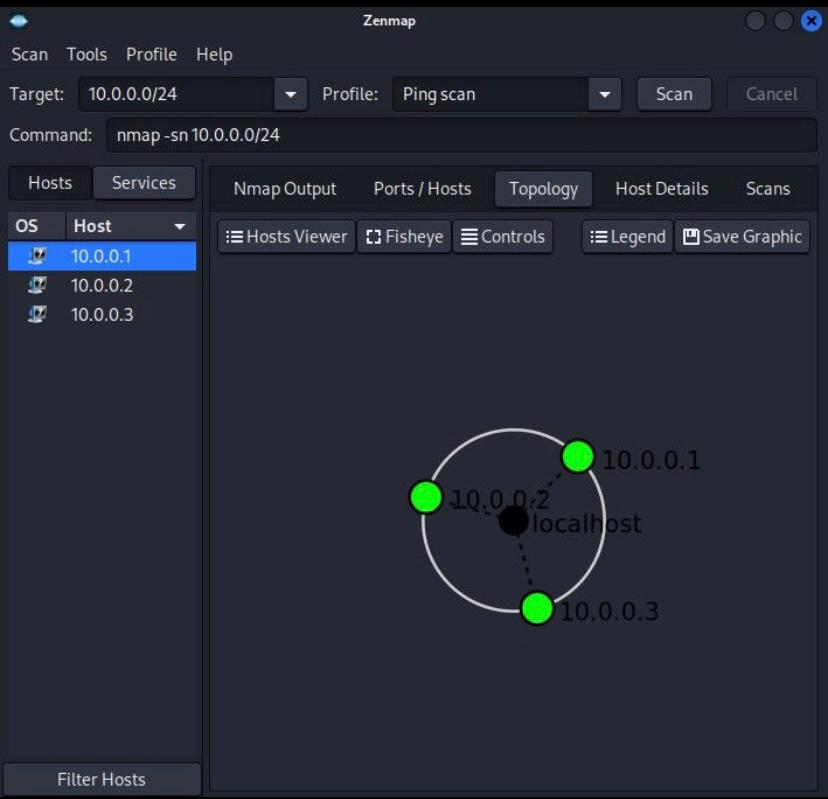 Zenmap
Scan Tools Profile Help
Target: 10.0.0.0/24 Profile: Ping scan Scan Cancel
Command: nmap -sn 10.0.0.0/24
Hosts Services
Nmap Output Ports / Hosts Topology Host Details Scans
OS Host
Hosts Viewer Fisheye Controls Legend Save Graphic
10.0.0.1
10.0.0.2
10.0.0.3
10.0.0.1
10.0.0.2
localhost
10.0.0.3
Filter Hosts